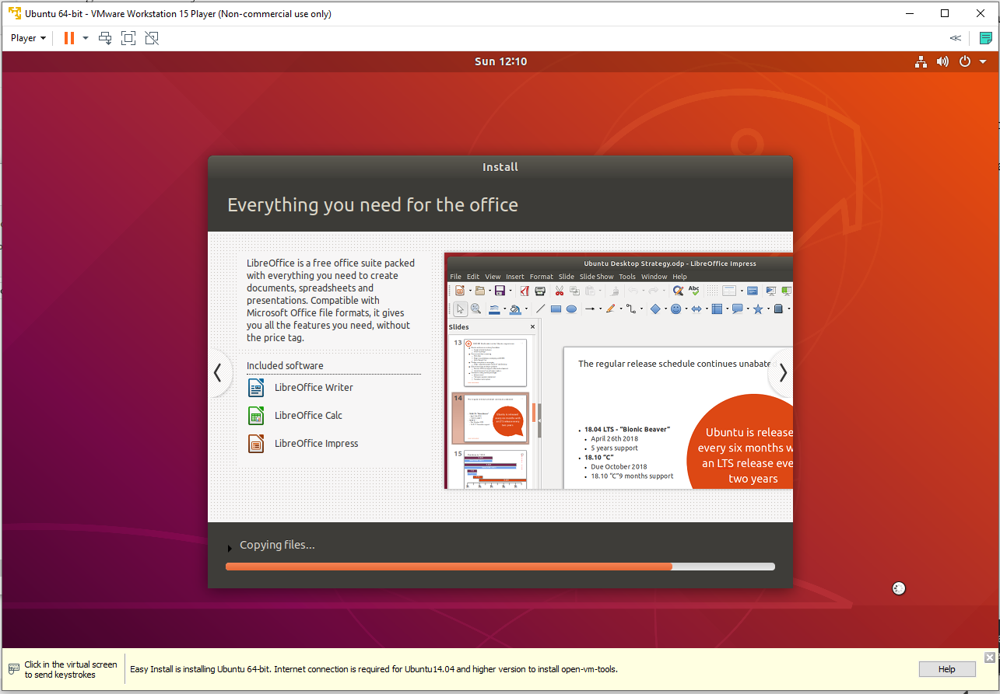 Ubuntu 64-bit - VMware Workstation 15 Player (Non-commercial use only)
Player
Sun 12:10
Install
Everything you need for the office
LibreOffice is a free office suite packed
with everything you need to create
documents, spreadsheets and
presentations. Compatible with
Microsoft Office file formats, it gives
you all the features you need, without
the price tag.
Included software
LibreOffice Writer
LibreOffice Calc
LibreOffice Impress
Ubuntu Desktop Strategy.odp - LibreOffice Impress
File Edit View Insert Format Slide Slide Show Tools Window Help
Abc
Slides
13
14
15
The regular release schedule continues unabate
• 18.04 LTS - “Bionic Beaver”
• April 26th 2018
• 5 years support
• 18.10 “C”
• Due October 2018
• 18.10 “C”9 months support
Ubuntu is release
every six months w
an LTS release eve
two years
Copying files...
Click in the virtual screen
to send keystrokes
Easy Install is installing Ubuntu 64-bit. Internet connection is required for Ubuntu14.04 and higher version to install open-vm-tools.
Help